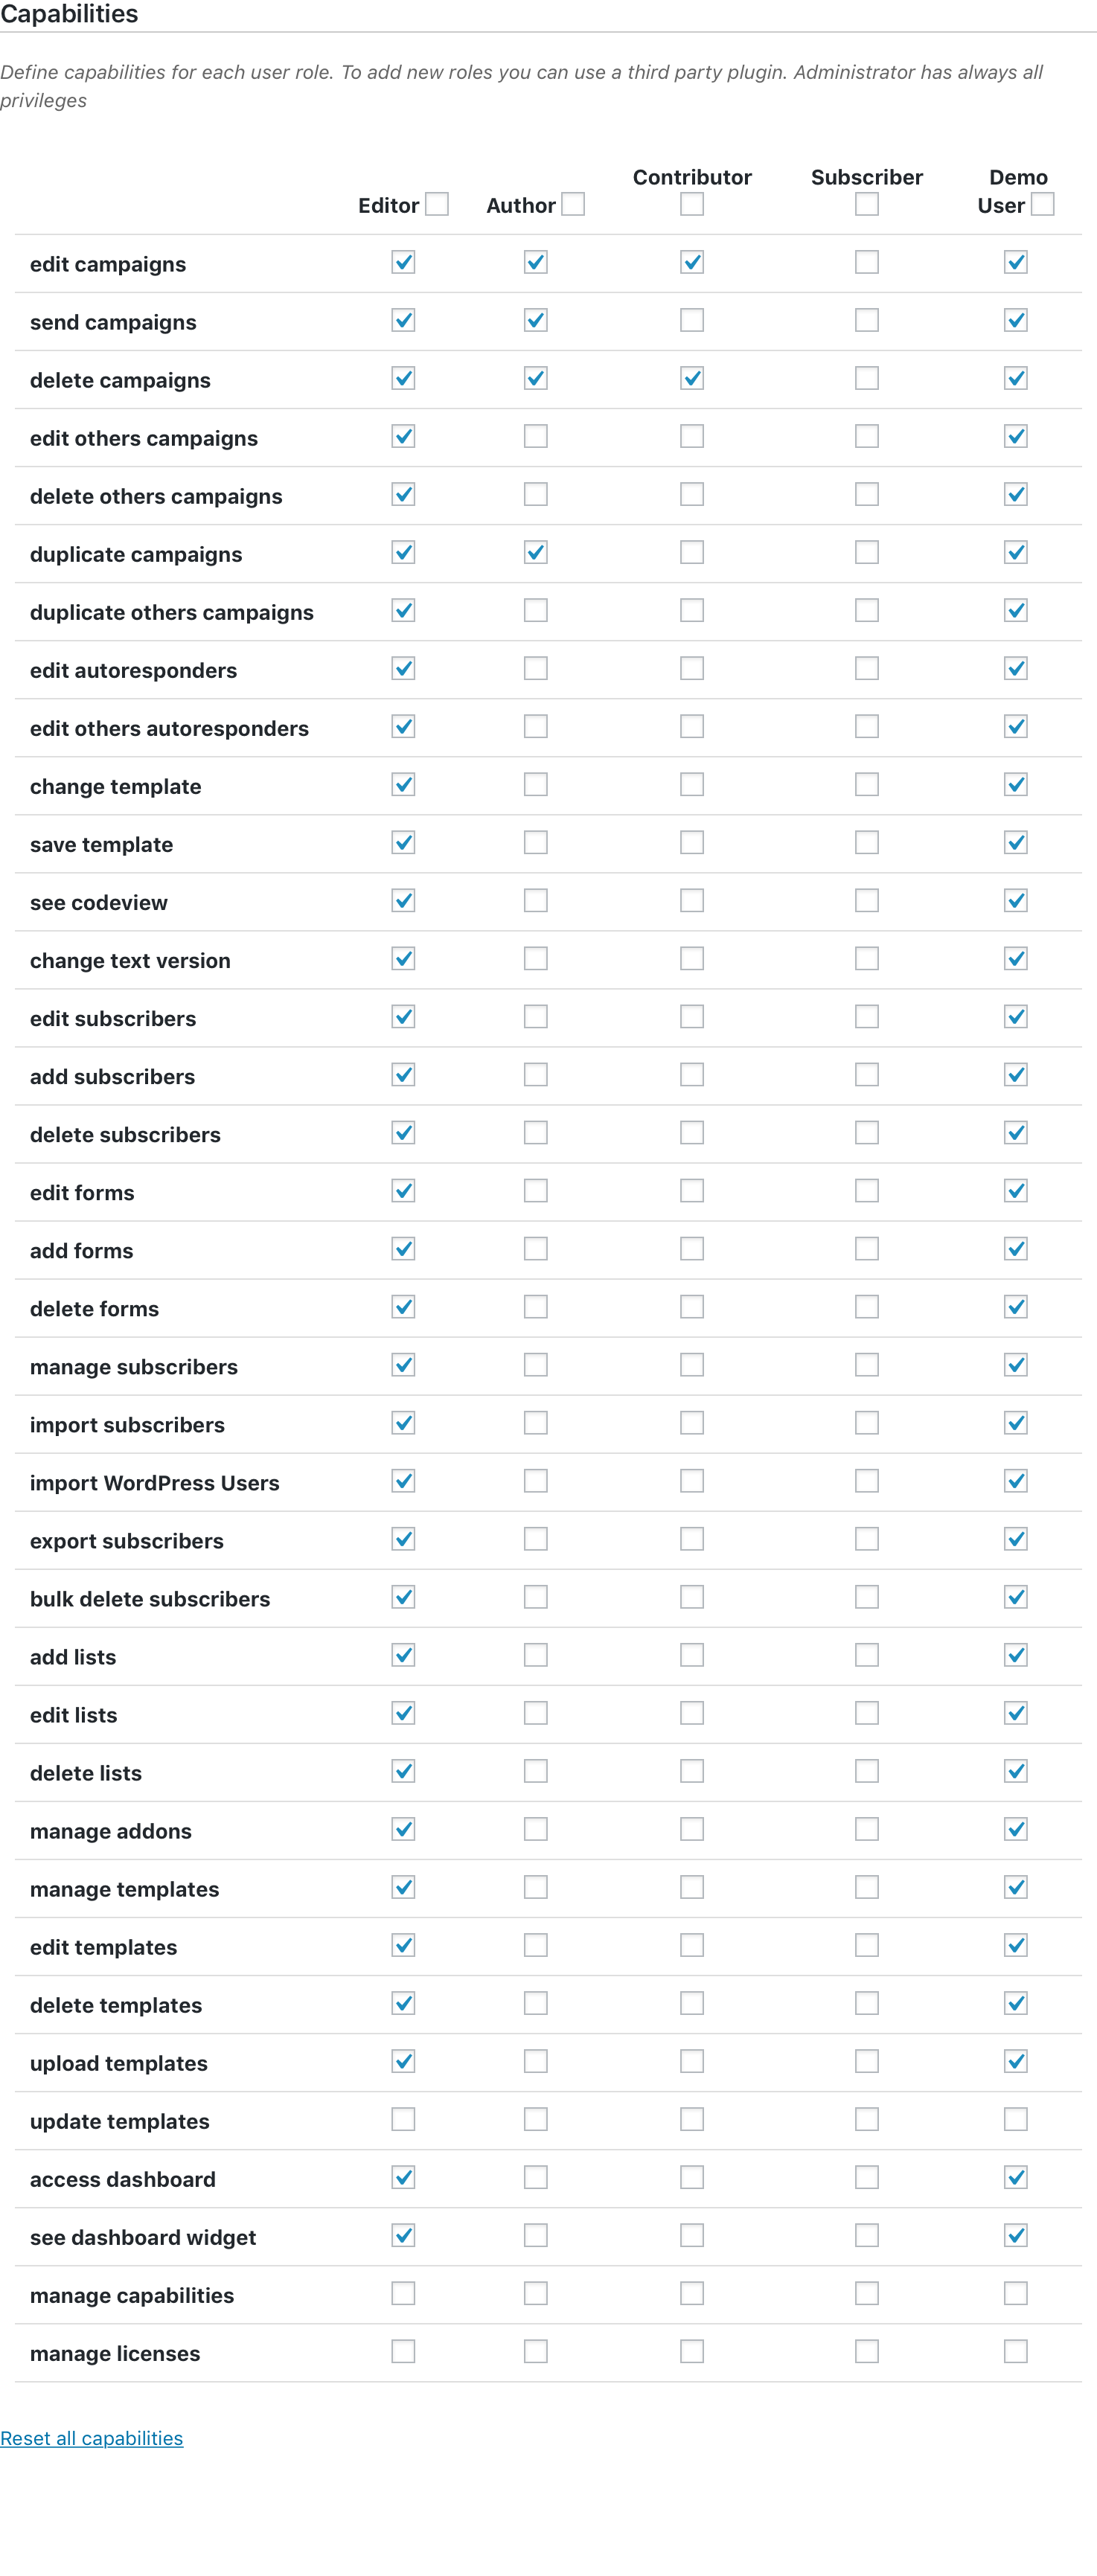 Capabilities
Define capabilities for each user role. To add new roles you can use a third party plugin. Administrator has always all
privileges
Editor Author Contributor Subscriber Demo User
edit campaigns
send campaigns
delete campaigns
edit others campaigns
delete others campaigns
duplicate campaigns
duplicate others campaigns
edit autoresponders
edit others autoresponders
change template
save template
see codeview
change text version
edit subscribers
add subscribers
delete subscribers
edit forms
add forms
delete forms
manage subscribers
import subscribers
import WordPress Users
export subscribers
bulk delete subscribers
add lists
edit lists
delete lists
manage addons
manage templates
edit templates
delete templates
upload templates
update templates
access dashboard
see dashboard widget
manage capabilities
manage licenses
Reset all capabilities